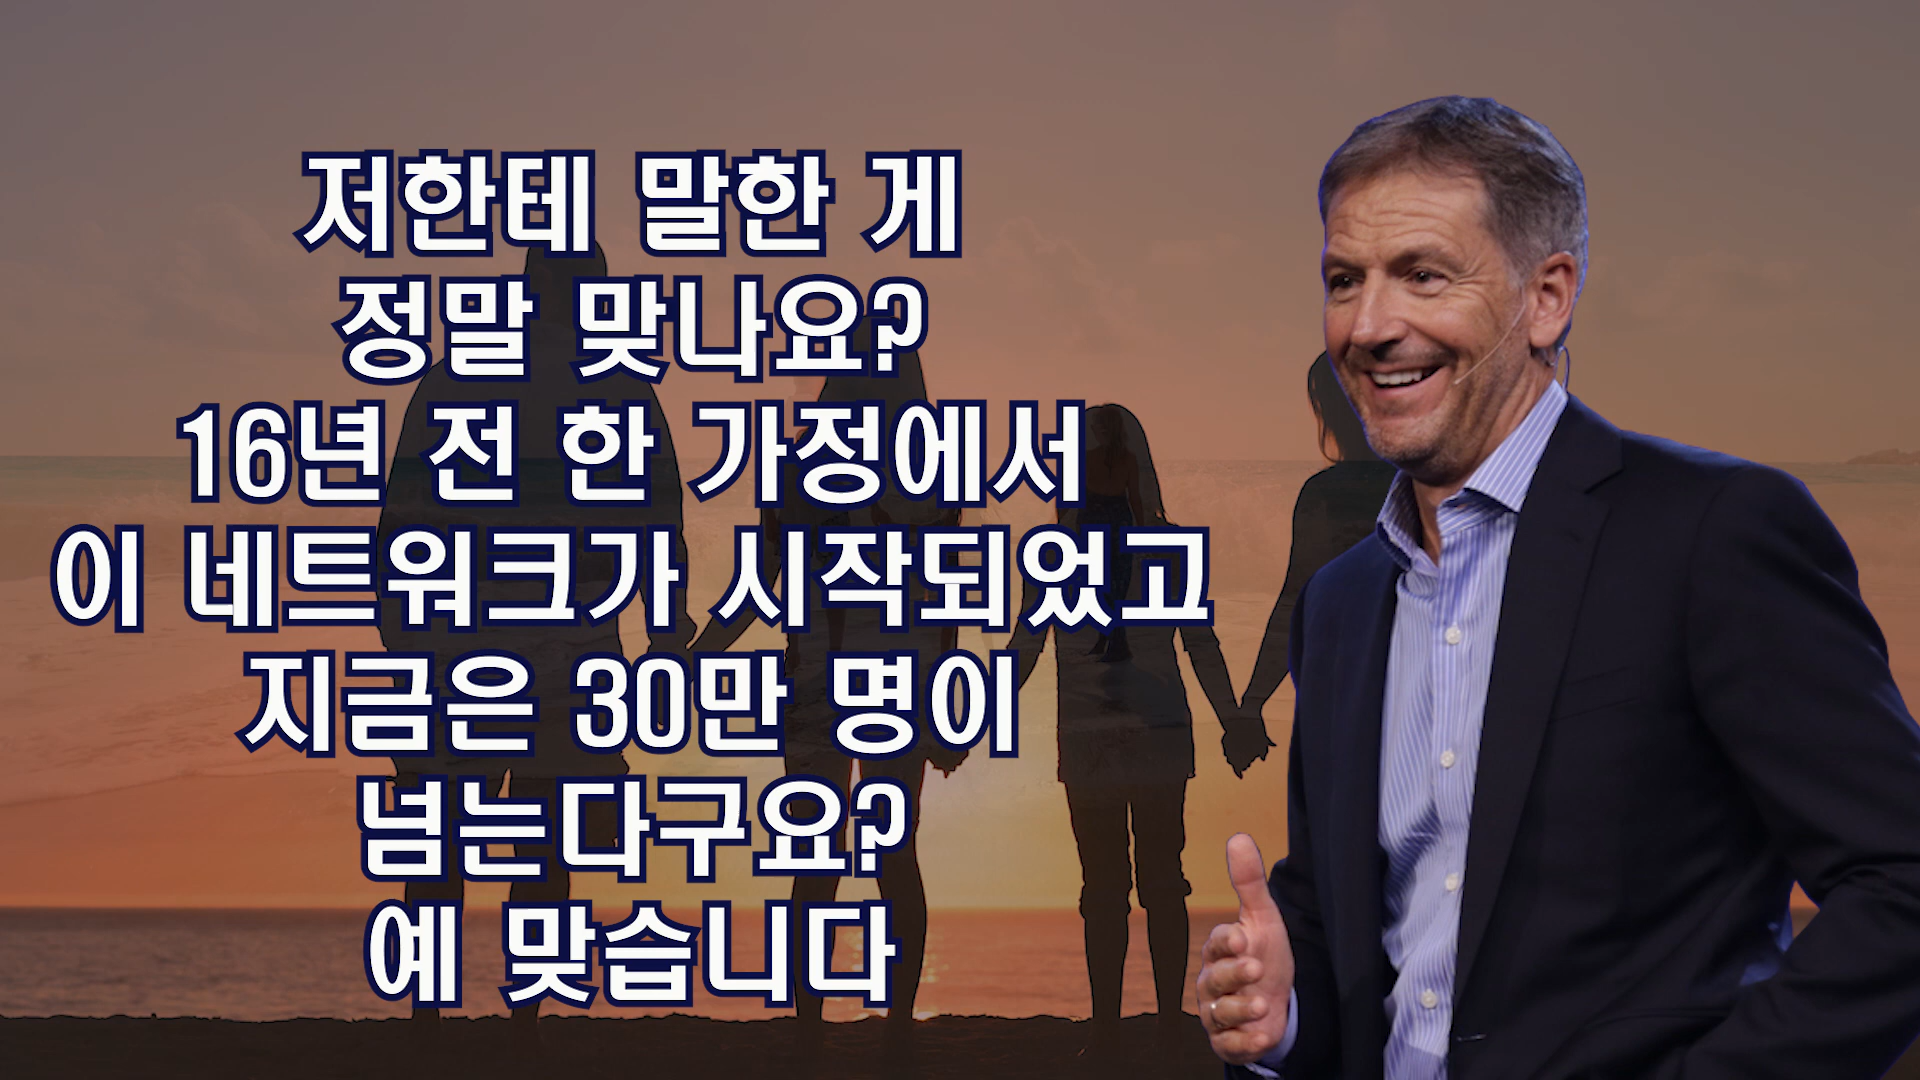 저한테 말한 게
정말 맞나요?
16년 전 한 가정에서
이 네트워크가 시작되었고
지금은 30만 명이
넘는다구요?
예 맞습니다